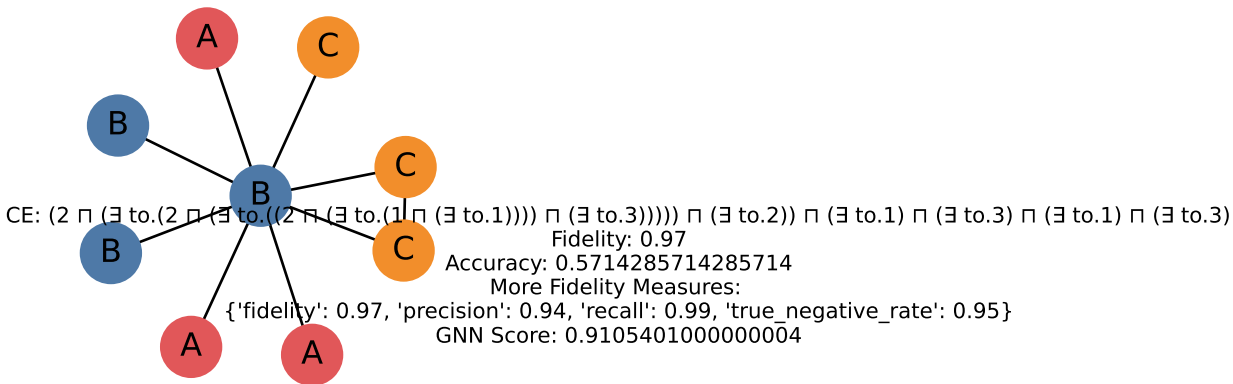 A
C
B
C
B
CE: (2 ⊓ (∃ to.(2 ⊓ (∃ to.((2 ⊓ (∃ to.(1 ⊓ (∃ to.1)))) ⊓ (∃ to.3))))) ⊓ (∃ to.2)) ⊓ (∃ to.1) ⊓ (∃ to.3) ⊓ (∃ to.1) ⊓ (∃ to.3)
Fidelity: 0.97
B
C
Accuracy: 0.5714285714285714
More Fidelity Measures:
{'fidelity': 0.97, 'precision': 0.94, 'recall': 0.99, 'true_negative_rate': 0.95}
GNN Score: 0.9105401000000004
A
A